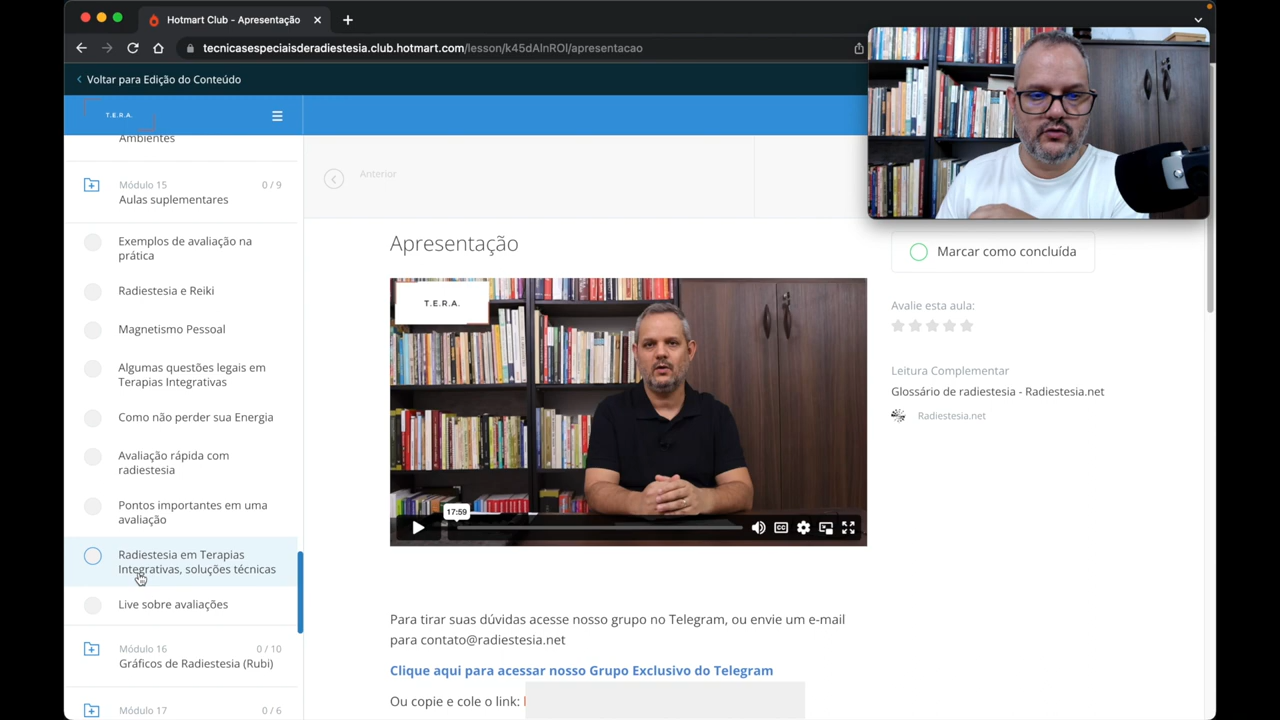 Hotmart Club - Apresentação
tecnicasespeciaisderadiestesia.club.hotmart.com/lesson/k45dAlnROl/apresentacao
Voltar para Edição do Conteúdo
T.E.R.A.
Ambientes
Módulo 15
0 / 9
Aulas suplementares
Exemplos de avaliação na
prática
Radiestesia e Reiki
Magnetismo Pessoal
Algumas questões legais em
Terapias Integrativas
Como não perder sua Energia
Avaliação rápida com
radiestesia
Pontos importantes em uma
avaliação
Radiestesia em Terapias
Integrativas, soluções técnicas
Live sobre avaliações
Módulo 16
0 / 10
Gráficos de Radiestesia (Rubi)
Módulo 17
0 / 6
Anterior
Apresentação
T.E.R.A.
17:59
Para tirar suas dúvidas acesse nosso grupo no Telegram, ou envie um e-mail
para contato@radiestesia.net
Clique aqui para acessar nosso Grupo Exclusivo do Telegram
Ou copie e cole o link:
Marcar como concluída
Avalie esta aula:
Leitura Complementar
Glossário de radiestesia - Radiestesia.net
Radiestesia.net